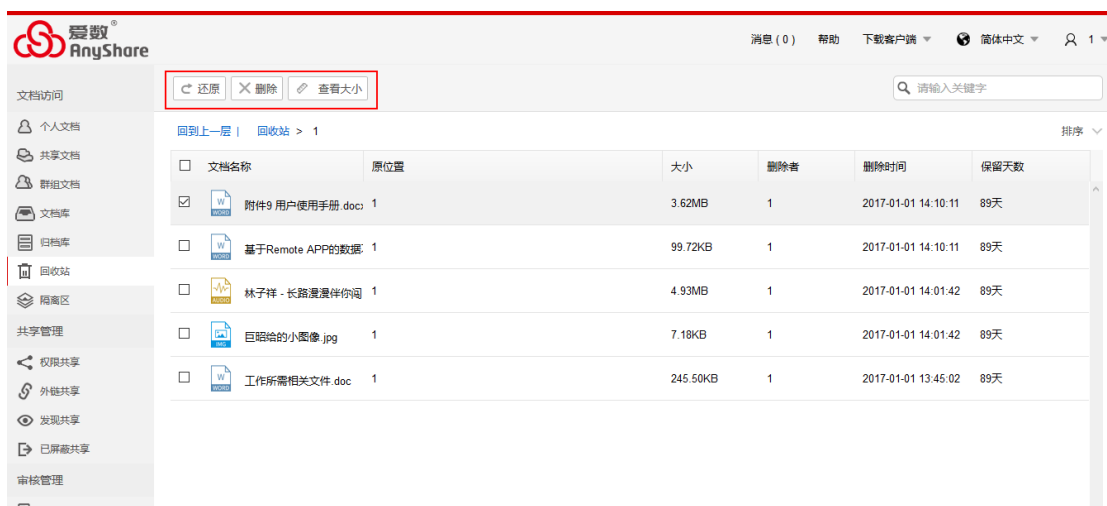 爱数®
AnyShare
消息 ( 0 ) 帮助 下载客户端 简体中文 1
文档访问
还原 删除 查看大小
请输入关键字
个人文档
共享文档
群组文档
文档库
归档库
回收站
隔离区
共享管理
权限共享
外链共享
发现共享
已屏蔽共享
审核管理
回到上一层 | 回收站 > 1 排序
文档名称 原位置 大小 删除者 删除时间 保留天数
WORD 附件9 用户使用手册.docx 1 3.62MB 1 2017-01-01 14:10:11 89天
WORD 基于Remote APP的数据 1 99.72KB 1 2017-01-01 14:10:11 89天
AUDIO 林子祥 - 长路漫漫伴你闯 1 4.93MB 1 2017-01-01 14:01:42 89天
IMG 巨昭给的小图像.jpg 1 7.18KB 1 2017-01-01 14:01:42 89天
WORD 工作所需相关文件.doc 1 245.50KB 1 2017-01-01 13:45:02 89天